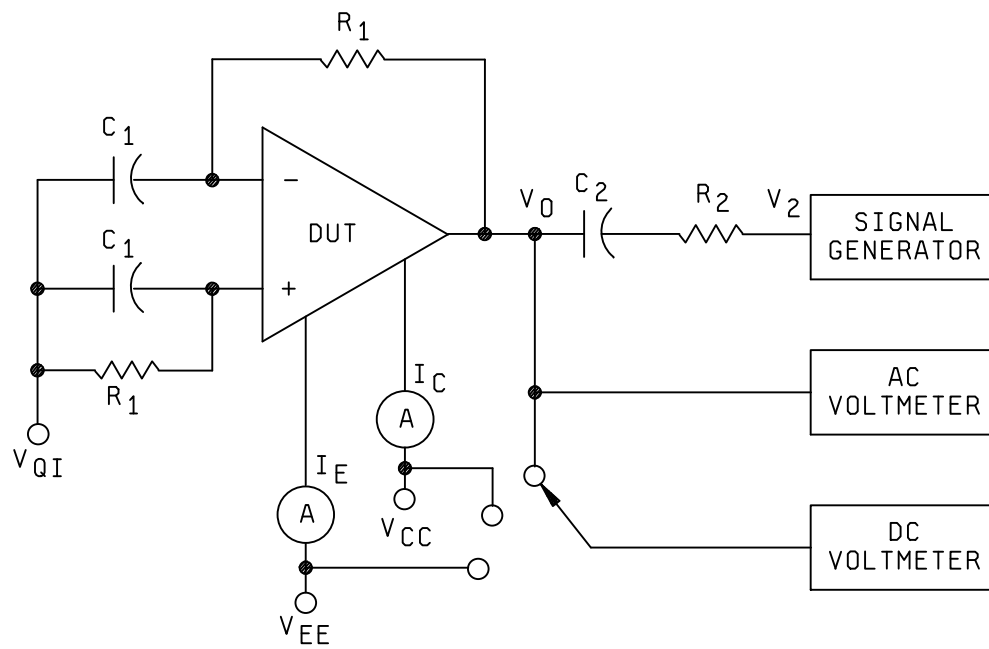 R1
C1
−
DUT
VO
C2
R2
V2
SIGNAL
GENERATOR
C1
+
R1
IC
A
AC
VOLTMETER
VQI
IE
A
VCC
DC
VOLTMETER
VEE